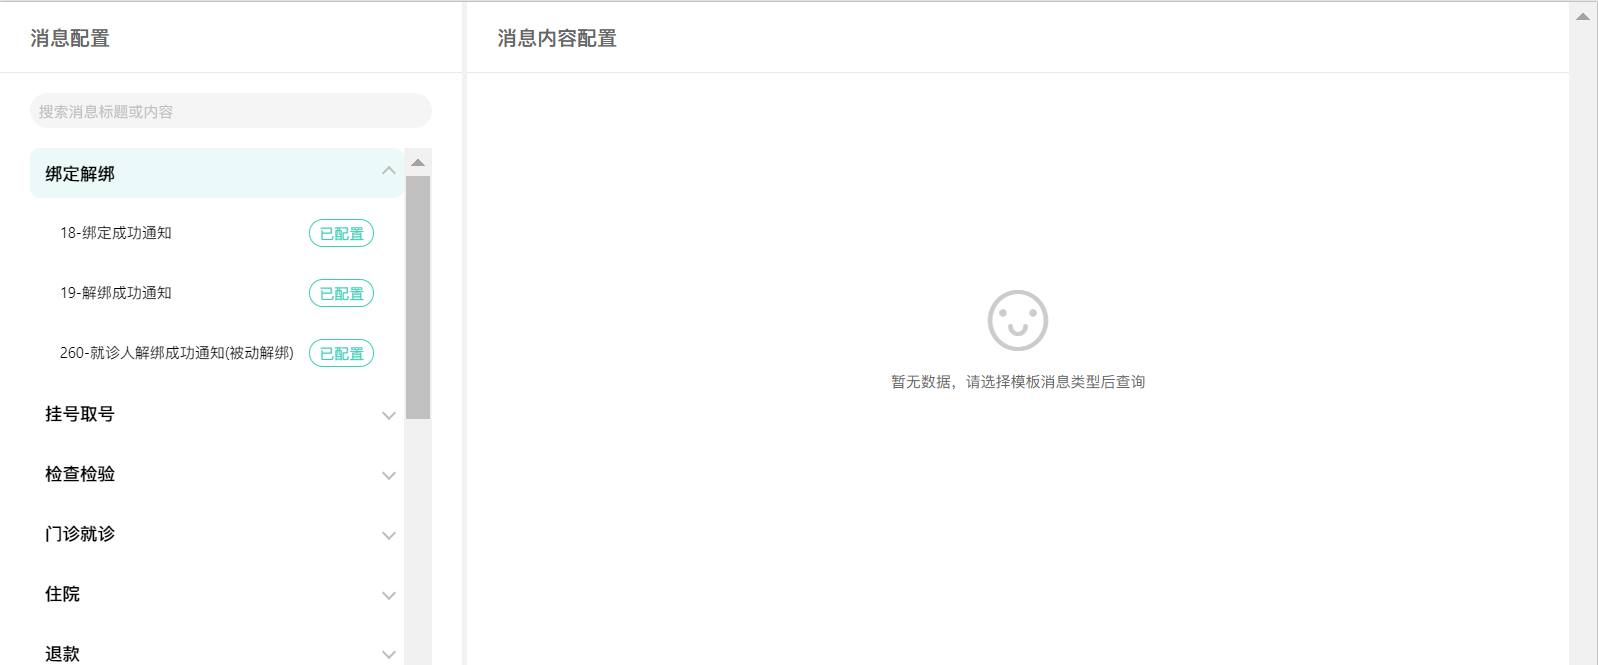 消息配置
搜索消息标题或内容
绑定解绑
18-绑定成功通知 已配置
19-解绑成功通知 已配置
260-就诊人解绑成功通知(被动解绑) 已配置
挂号取号
检查检验
门诊就诊
住院
退款
消息内容配置
暂无数据，请选择模板消息类型后查询